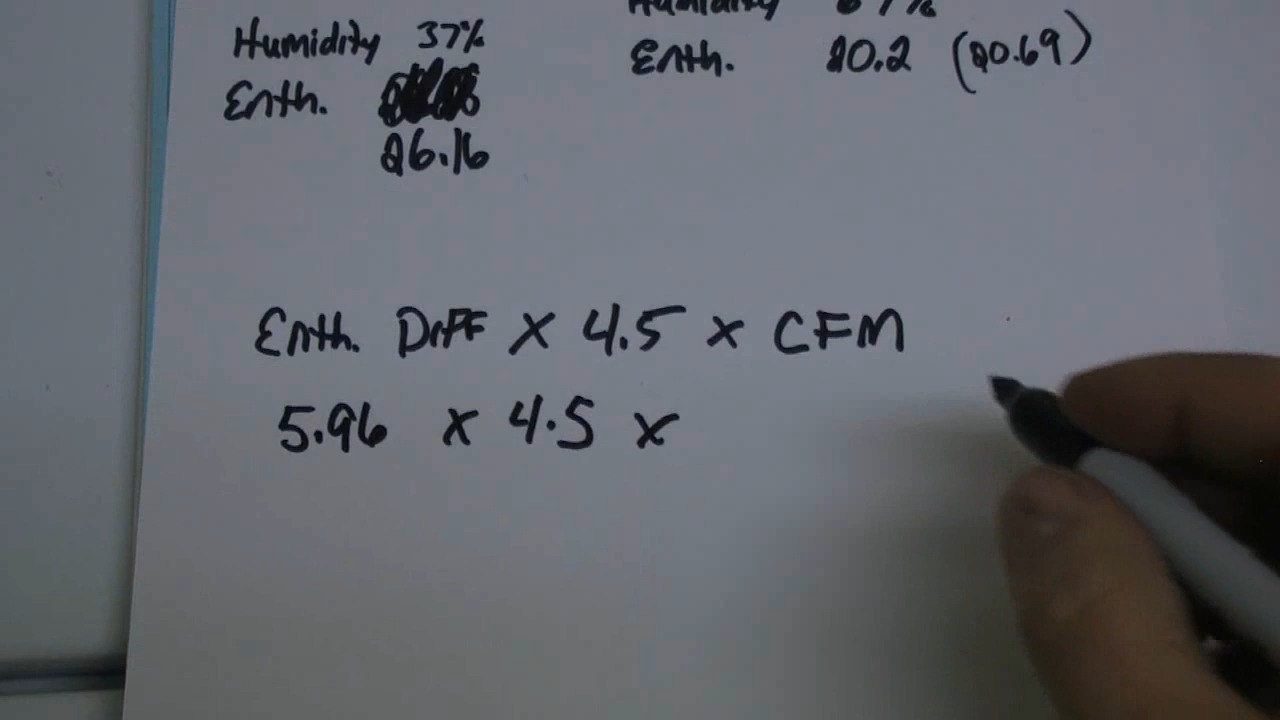 Humidity 37%
Enth.
26.16
Humidity
Enth. 20.2 (20.69)
Enth. Diff x 4.5 x CFM
5.96 x 4.5 x